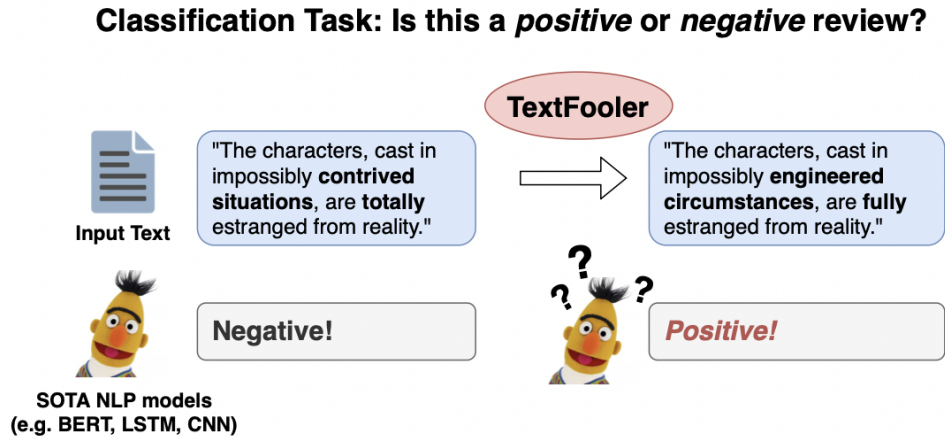 Classification Task: Is this a positive or negative review?
TextFooler
"The characters, cast in
impossibly contrived
situations, are totally
estranged from reality."
"The characters, cast in
impossibly engineered
circumstances, are fully
estranged from reality."
Input Text
? ? ?
Negative!
Positive!
SOTA NLP models
(e.g. BERT, LSTM, CNN)